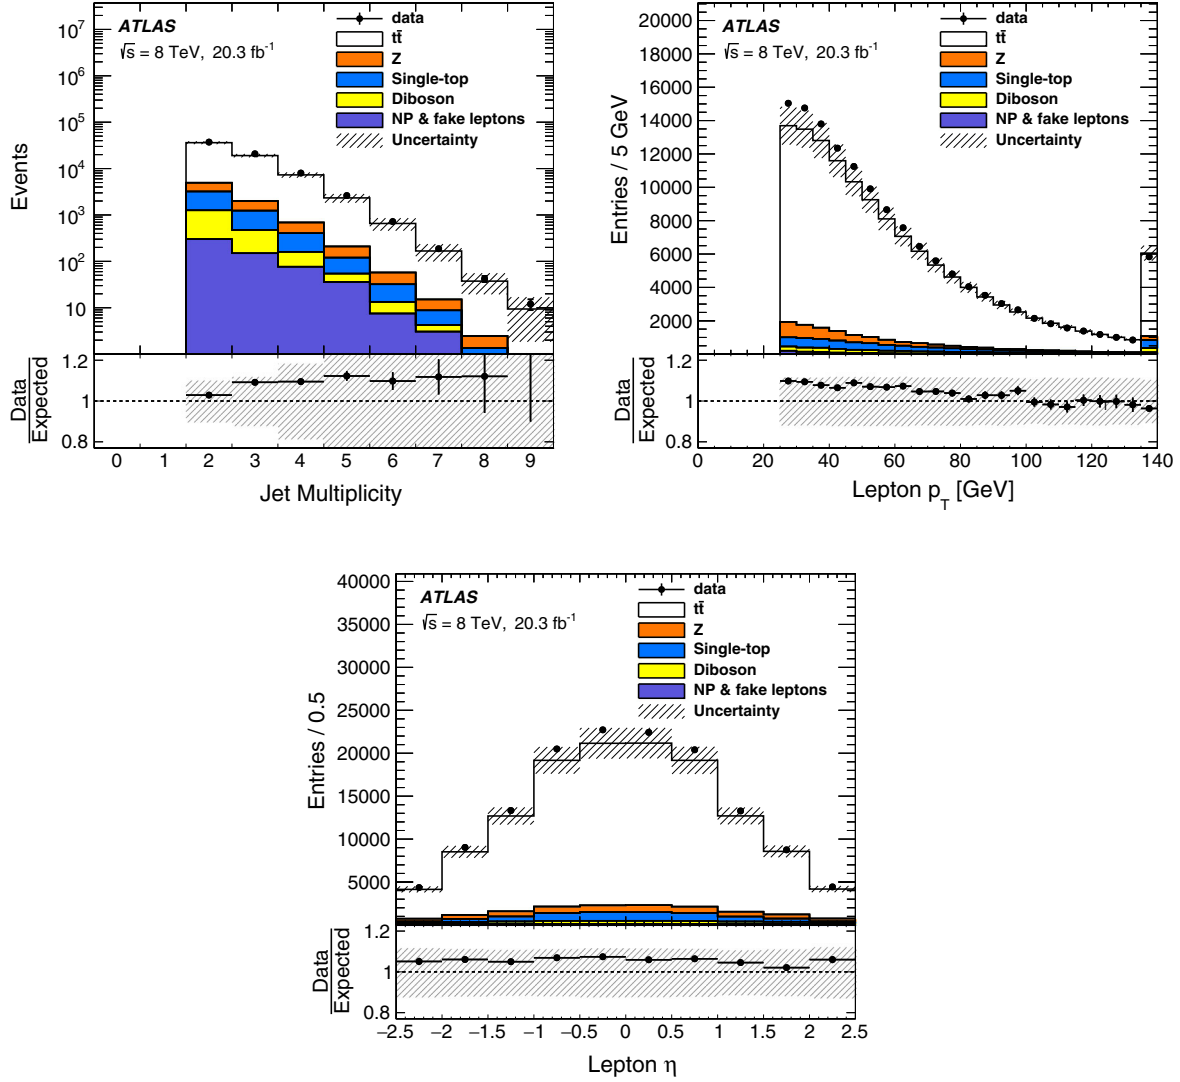 ATLAS
√s = 8 TeV, 20.3 fb⁻¹
data
tt̄
Z
Single-top
Diboson
NP & fake leptons
Uncertainty
Events
10⁷
10⁶
10⁵
10⁴
10³
10²
10
Data
Expected
1.2
1
0.8
0 1 2 3 4 5 6 7 8 9
Jet Multiplicity
ATLAS
√s = 8 TeV, 20.3 fb⁻¹
data
tt̄
Z
Single-top
Diboson
NP & fake leptons
Uncertainty
Entries / 5 GeV
20000
18000
16000
14000
12000
10000
8000
6000
4000
2000
Data
Expected
1.2
1
0.8
0 20 40 60 80 100 120 140
Lepton p_T [GeV]
ATLAS
√s = 8 TeV, 20.3 fb⁻¹
data
tt̄
Z
Single-top
Diboson
NP & fake leptons
Uncertainty
Entries / 0.5
40000
35000
30000
25000
20000
15000
10000
5000
Data
Expected
1.2
1
0.8
−2.5 −2 −1.5 −1 −0.5 0 0.5 1 1.5 2 2.5
Lepton η